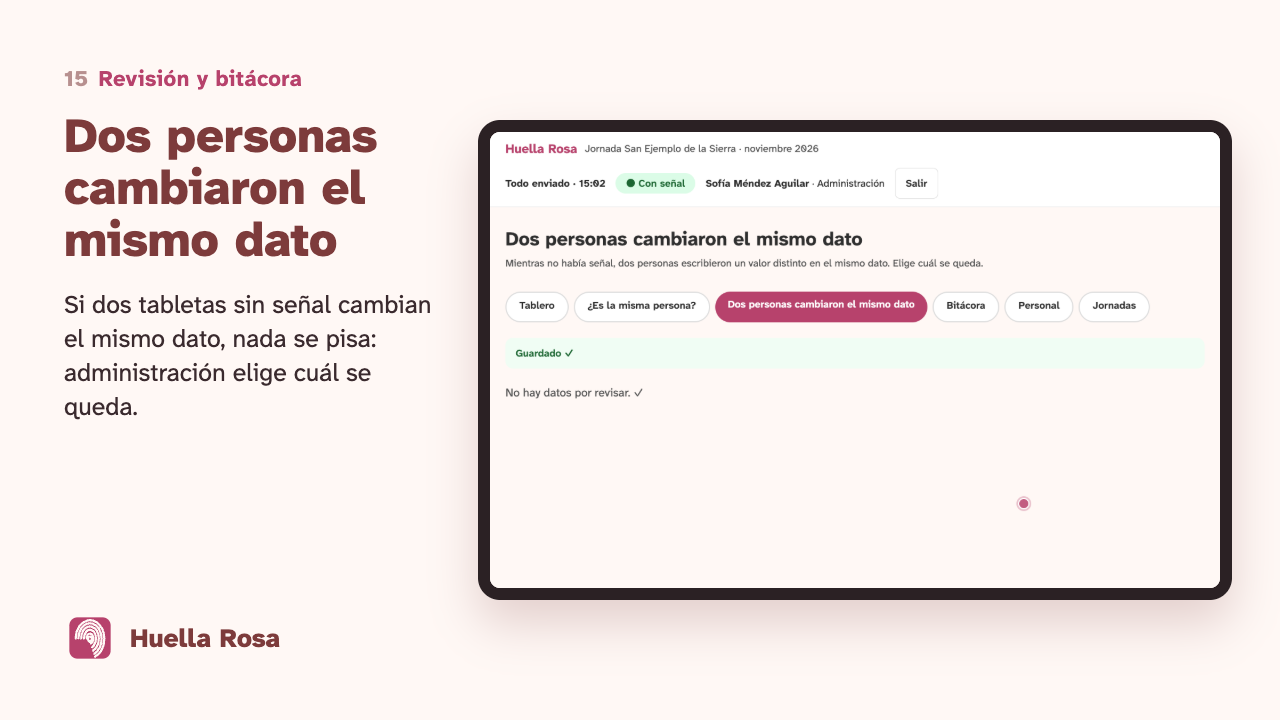 15 Revisión y bitácora
Dos personas
cambiaron el
mismo dato
Si dos tabletas sin señal cambian
el mismo dato, nada se pisa:
administración elige cuál se
queda.
Huella Rosa
Huella Rosa Jornada San Ejemplo de la Sierra · noviembre 2026
Todo enviado · 15:02 Con señal Sofía Méndez Aguilar · Administración Salir
Dos personas cambiaron el mismo dato
Mientras no había señal, dos personas escribieron un valor distinto en el mismo dato. Elige cuál se queda.
Tablero ¿Es la misma persona? Dos personas cambiaron el mismo dato Bitácora Personal Jornadas
Guardado ✓
No hay datos por revisar. ✓